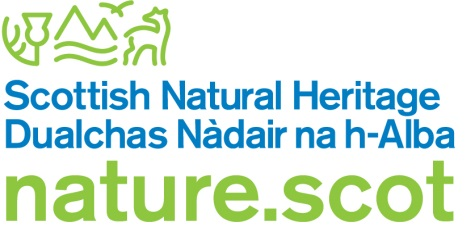 Scottish Natural Heritage
Dualchas Nàdair na h-Alba
nature.scot